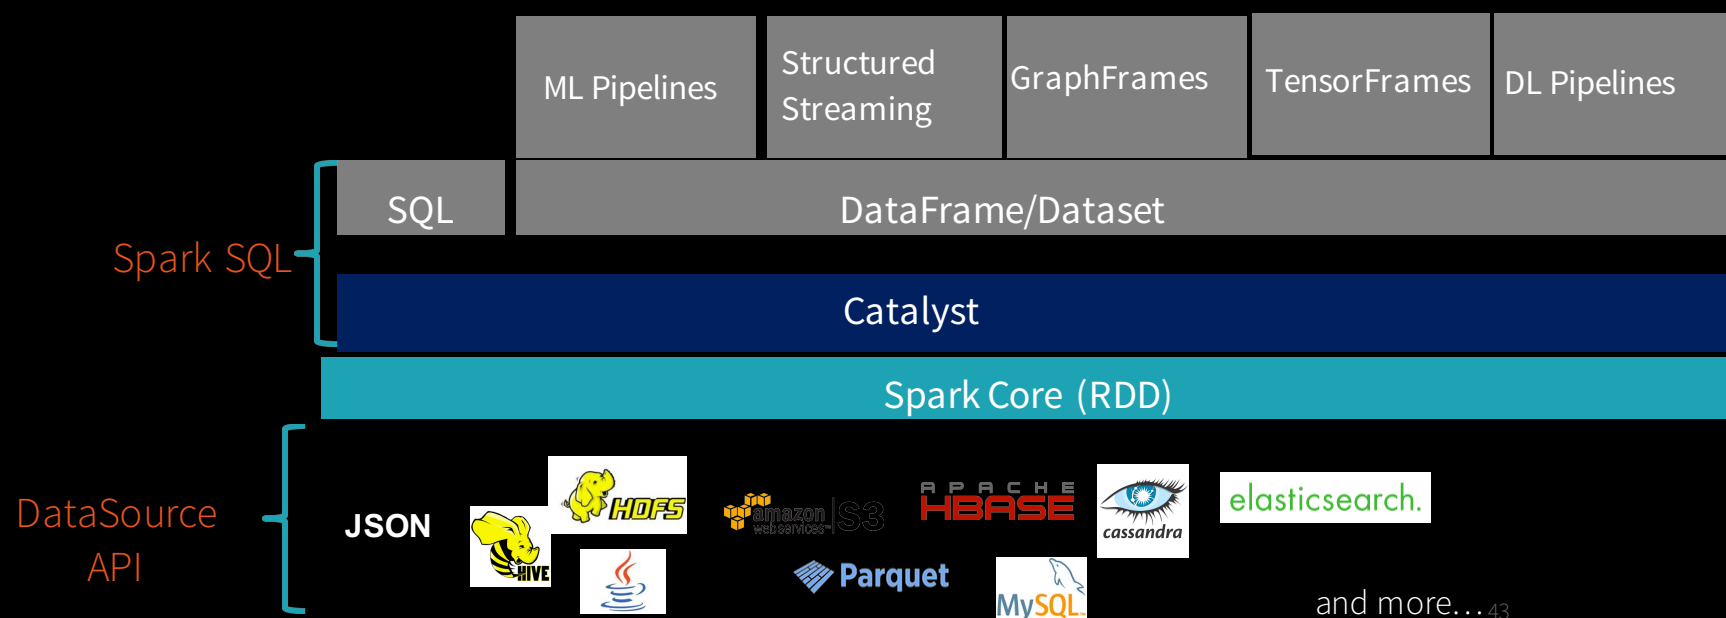 ML Pipelines
Structured
Streaming
GraphFrames
TensorFrames
DL Pipelines
SQL
DataFrame/Dataset
Spark SQL
Catalyst
Spark Core (RDD)
DataSource
API
JSON
HIVE
HDFS
amazon
web services™
S3
APACHE
HBASE
cassandra
elasticsearch.
Parquet
MySQL
and more...
43